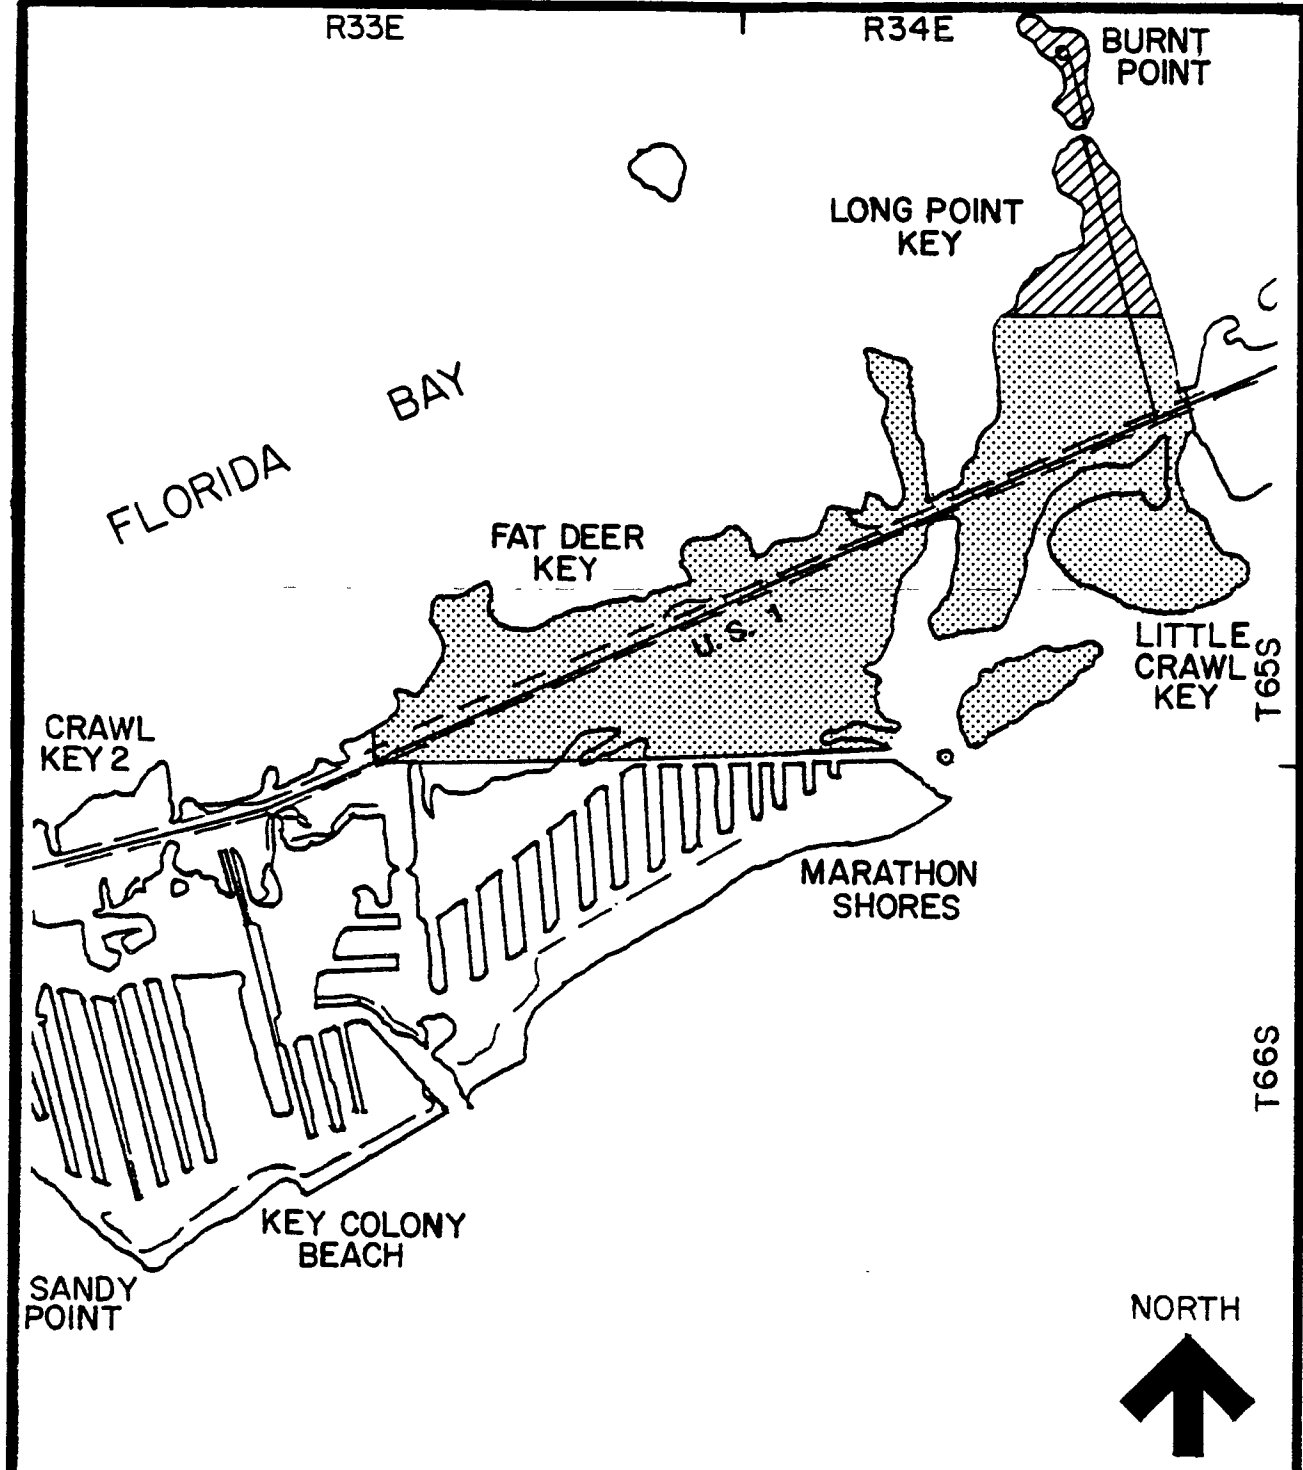 R33E
R34E
BURNT
POINT
LONG POINT
KEY
FLORIDA BAY
FAT DEER
KEY
U.S. 1
LITTLE
CRAWL
KEY
T65S
CRAWL
KEY 2
MARATHON
SHORES
T66S
KEY COLONY
BEACH
SANDY
POINT
NORTH